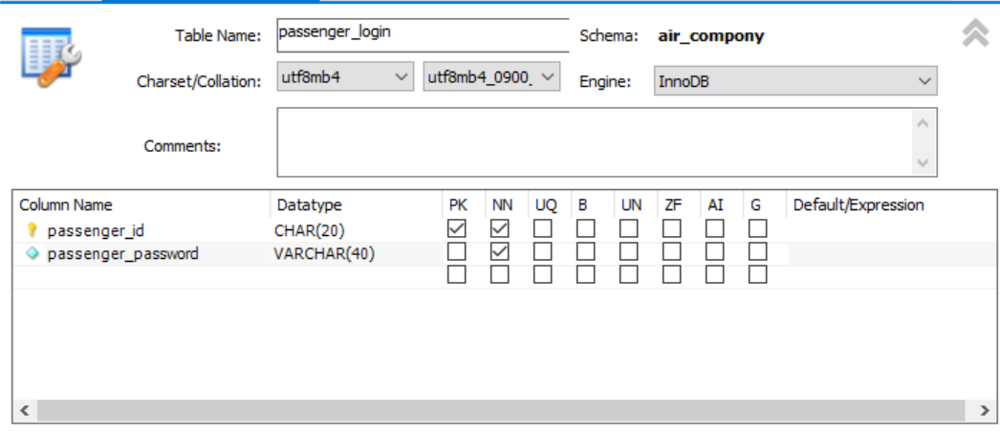 Table Name: passenger_login Schema: air_compony
Charset/Collation: utf8mb4 utf8mb4_0900_ Engine: InnoDB
Comments:
Column Name Datatype PK NN UQ B UN ZF AI G Default/Expression
passenger_id CHAR(20)
passenger_password VARCHAR(40)